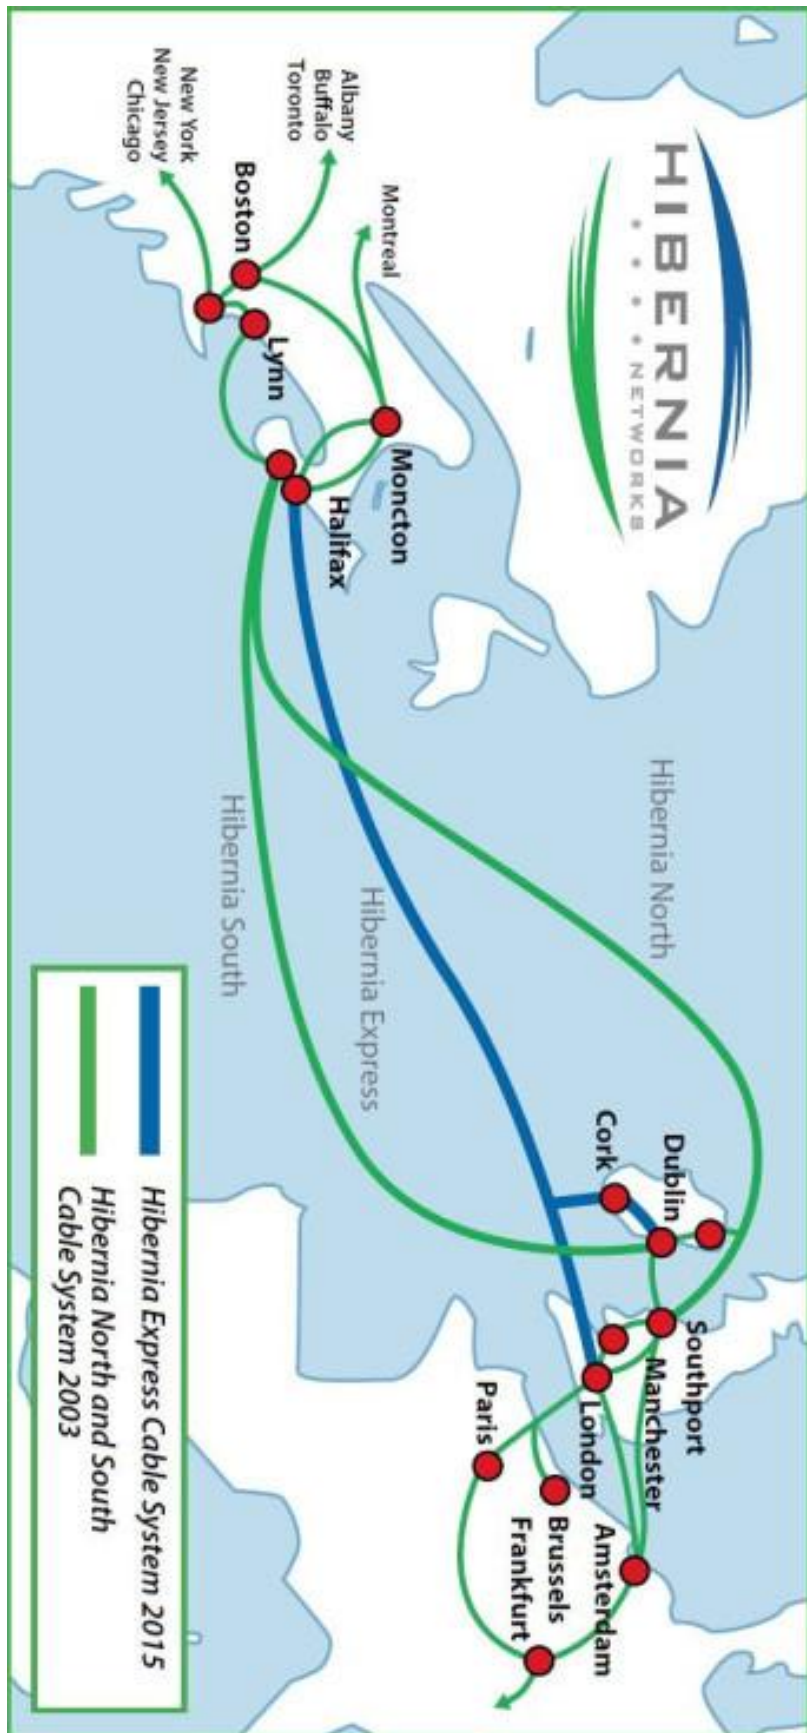 HIBERNIA
NETWORKS
Albany
Buffalo
Toronto
New York
New Jersey
Chicago
Montreal
Boston
Lynn
Moncton
Halifax
Hibernia North
Hibernia Express
Hibernia South
Cork
Dublin
Southport
Manchester
London
Paris
Amsterdam
Brussels
Frankfurt
Hibernia Express Cable System 2015
Hibernia North and South
Cable System 2003